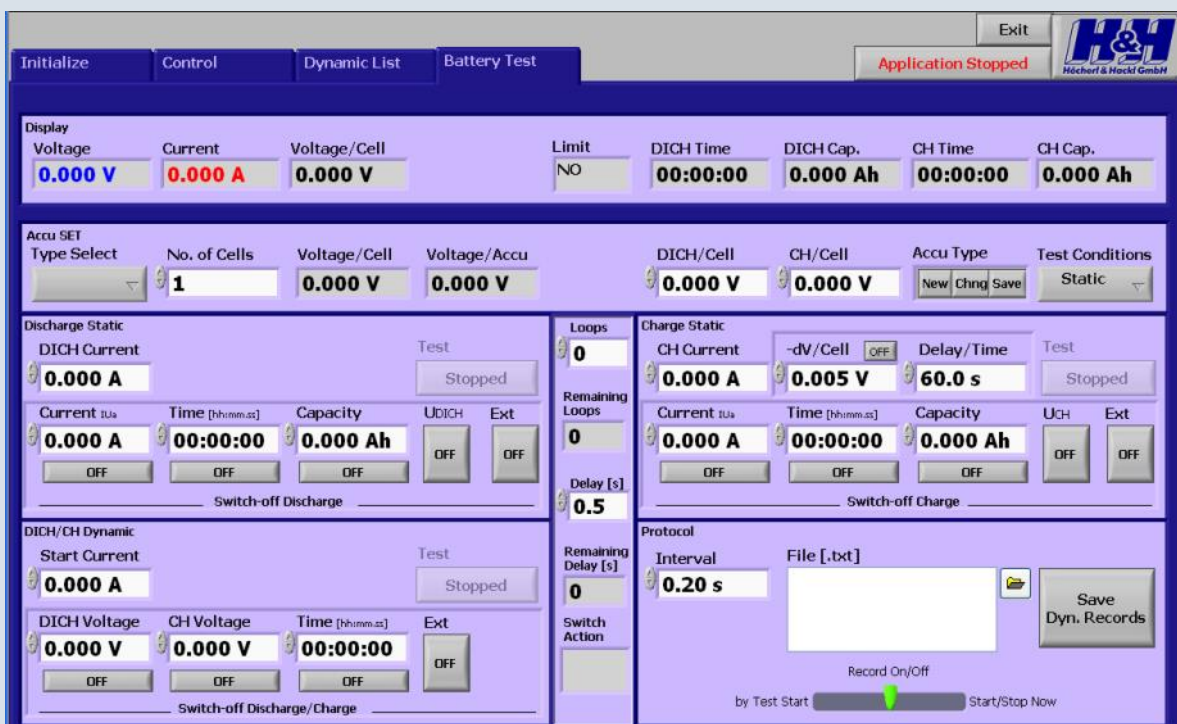 Exit
H&H
Höcherl & Hackl GmbH
Initialize Control Dynamic List Battery Test
Application Stopped
Display
Voltage Current Voltage/Cell Limit DICH Time DICH Cap. CH Time CH Cap.
0.000 V 0.000 A 0.000 V NO 00:00:00 0.000 Ah 00:00:00 0.000 Ah
Accu SET
Type Select No. of Cells Voltage/Cell Voltage/Accu DICH/Cell CH/Cell Accu Type Test Conditions
1 0.000 V 0.000 V 0.000 V 0.000 V New Chng Save Static
Discharge Static
DICH Current Test
0.000 A Stopped
Current IUa Time [hh:mm.ss] Capacity UDICH Ext
0.000 A 00:00:00 0.000 Ah OFF OFF
OFF OFF OFF
Switch-off Discharge
Loops
0
Remaining
Loops
0
Delay [s]
0.5
Remaining
Delay [s]
0
Switch
Action
Charge Static
CH Current -dV/Cell OFF Delay/Time Test
0.000 A 0.005 V 60.0 s Stopped
Current IUa Time [hh:mm.ss] Capacity UCH Ext
0.000 A 00:00:00 0.000 Ah OFF OFF
OFF OFF OFF
Switch-off Charge
DICH/CH Dynamic
Start Current Test
0.000 A Stopped
DICH Voltage CH Voltage Time [hh:mm.ss] Ext
0.000 V 0.000 V 00:00:00 OFF
OFF OFF OFF
Switch-off Discharge/Charge
Protocol
Interval File [.txt]
0.20 s
Save
Dyn. Records
Record On/Off
by Test Start Start/Stop Now